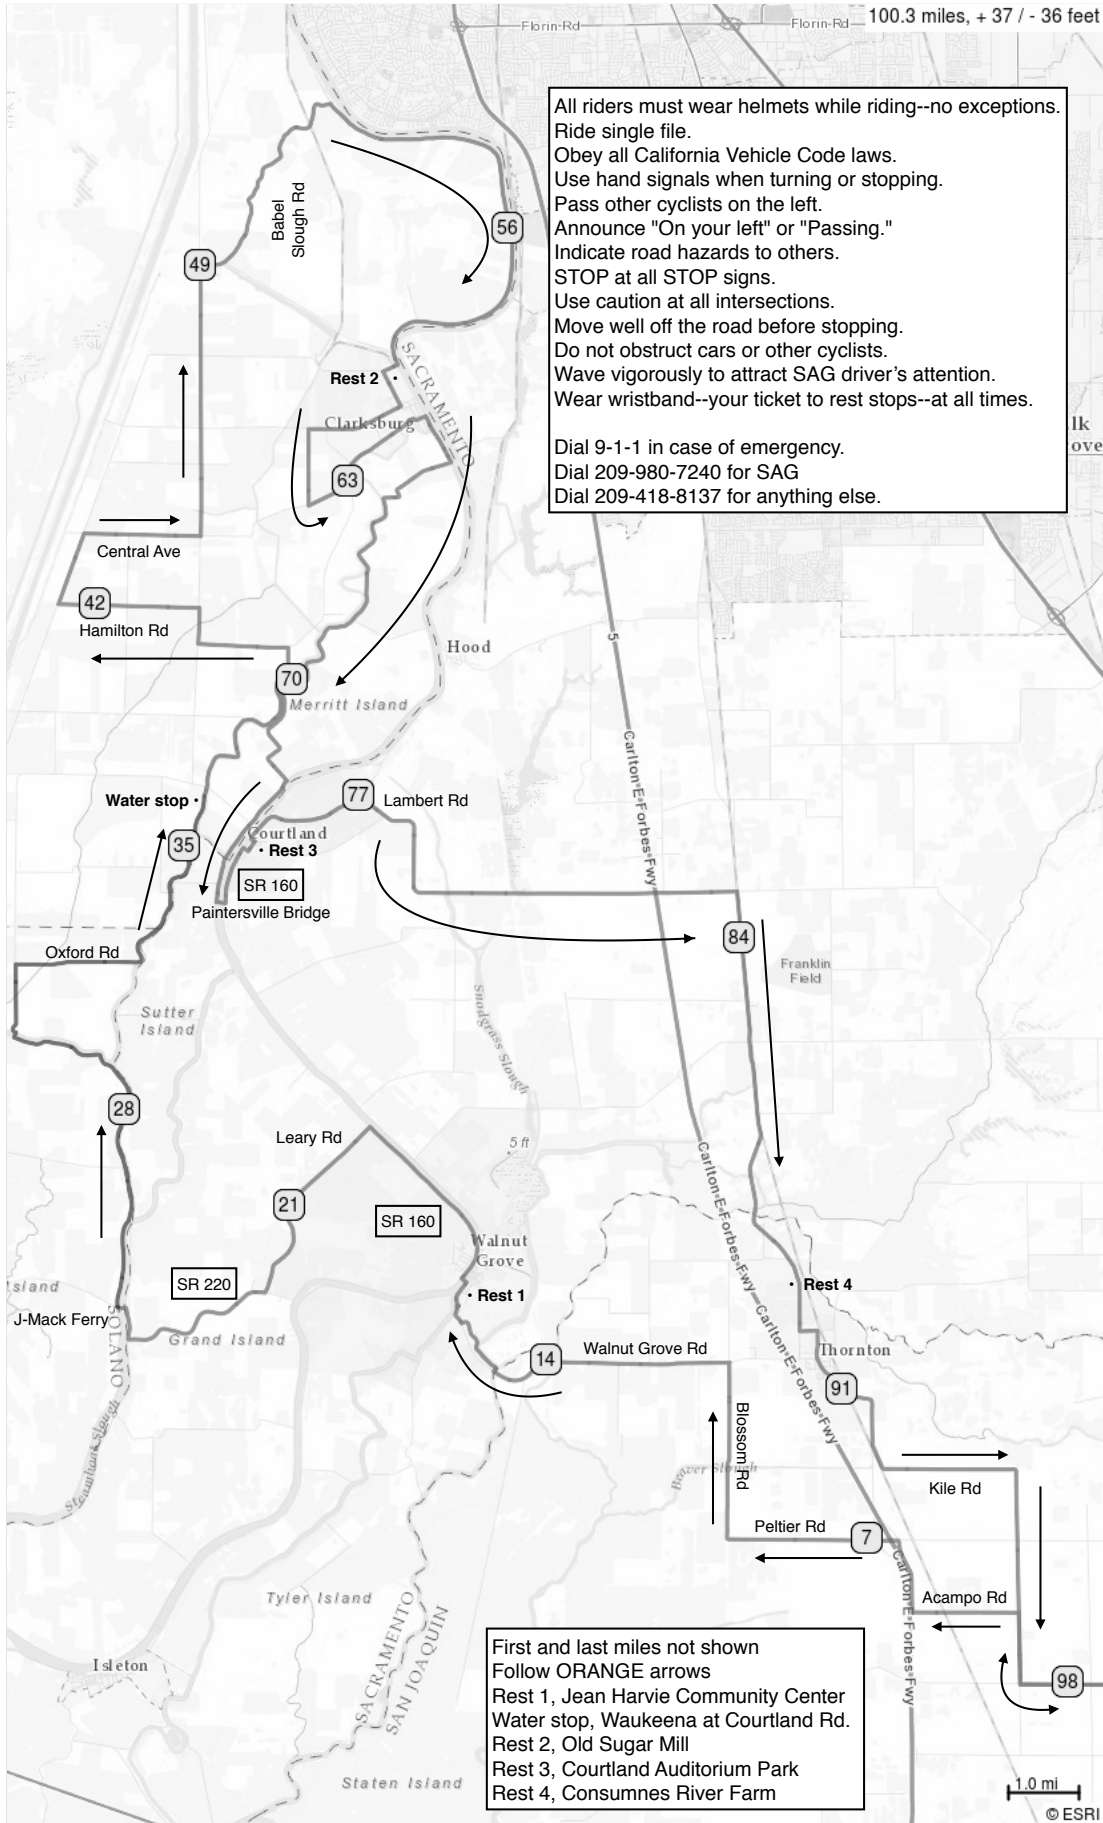 100.3 miles, + 37 / - 36 feet
Florin-Rd
Florin-Rd
All riders must wear helmets while riding--no exceptions.
Ride single file.
Obey all California Vehicle Code laws.
Use hand signals when turning or stopping.
Pass other cyclists on the left.
Announce "On your left" or "Passing."
Indicate road hazards to others.
STOP at all STOP signs.
Use caution at all intersections.
Move well off the road before stopping.
Do not obstruct cars or other cyclists.
Wave vigorously to attract SAG driver's attention.
Wear wristband--your ticket to rest stops--at all times.
Dial 9-1-1 in case of emergency.
Dial 209-980-7240 for SAG
Dial 209-418-8137 for anything else.
Babel
Slough Rd
56
49
SACRAMENTO
Rest 2
Clarksburg
lk
ove
63
Central Ave
42
Hamilton Rd
5
Hood
70
Merritt Island
Carlton-E-Forbes-Fwy
Water stop
77
Lambert Rd
35
Courtland
Rest 3
SR 160
Paintersville Bridge
84
Oxford Rd
Franklin
Field
Sutter
Island
Snodgrass Slough
28
Leary Rd
5 ft
Carlton-E-Forbes-Fwy
21
SR 160
Walnut
Grove
SR 220
Rest 1
Rest 4
sland
J-Mack Ferry
SOLANO
Grand Island
Carlton-E-Forbes-Fwy
14
Walnut Grove Rd
Thornton
91
Blossom Rd
Steamboat Slough
Beaver Slough
Kile Rd
Peltier Rd
7
Carlton-E-Forbes-Fwy
Acampo Rd
Tyler Island
SACRAMENTO
SAN JOAQUIN
Isleton
98
First and last miles not shown
Follow ORANGE arrows
Rest 1, Jean Harvie Community Center
Water stop, Waukeena at Courtland Rd.
Rest 2, Old Sugar Mill
Rest 3, Courtland Auditorium Park
Rest 4, Consumnes River Farm
Staten Island
1.0 mi
© ESRI